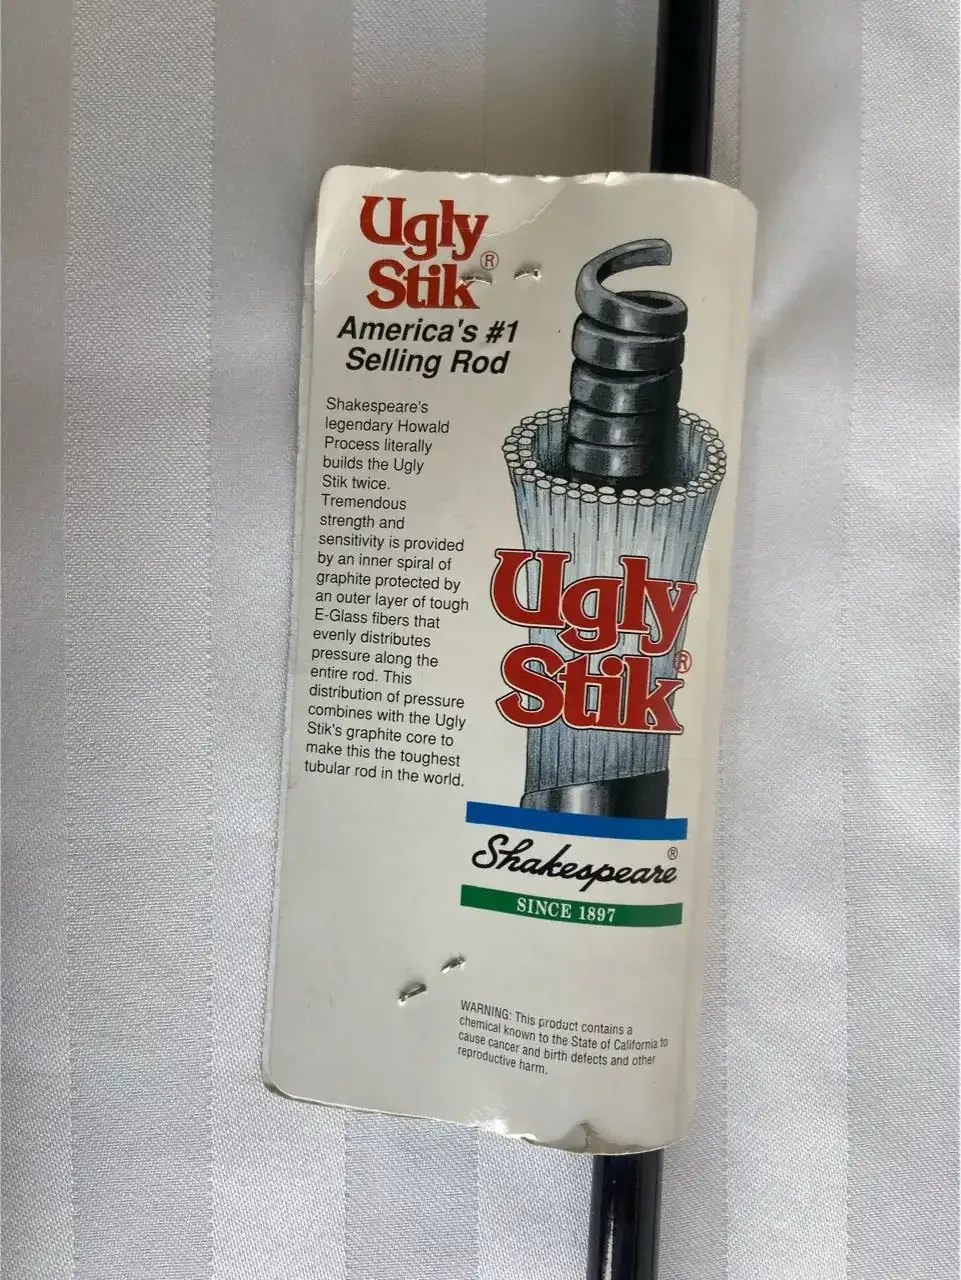 Ugly
Stik®
America's #1
Selling Rod
Shakespeare's
legendary Howald
Process literally
builds the Ugly
Stik twice.
Tremendous
strength and
sensitivity is provided
by an inner spiral of
graphite protected by
an outer layer of tough
E-Glass fibers that
evenly distributes
pressure along the
entire rod. This
distribution of pressure
combines with the Ugly
Stik's graphite core to
make this the toughest
tubular rod in the world.
Ugly
Stik®
Shakespeare®
SINCE 1897
WARNING: This product contains a
chemical known to the State of California to
cause cancer and birth defects and other
reproductive harm.